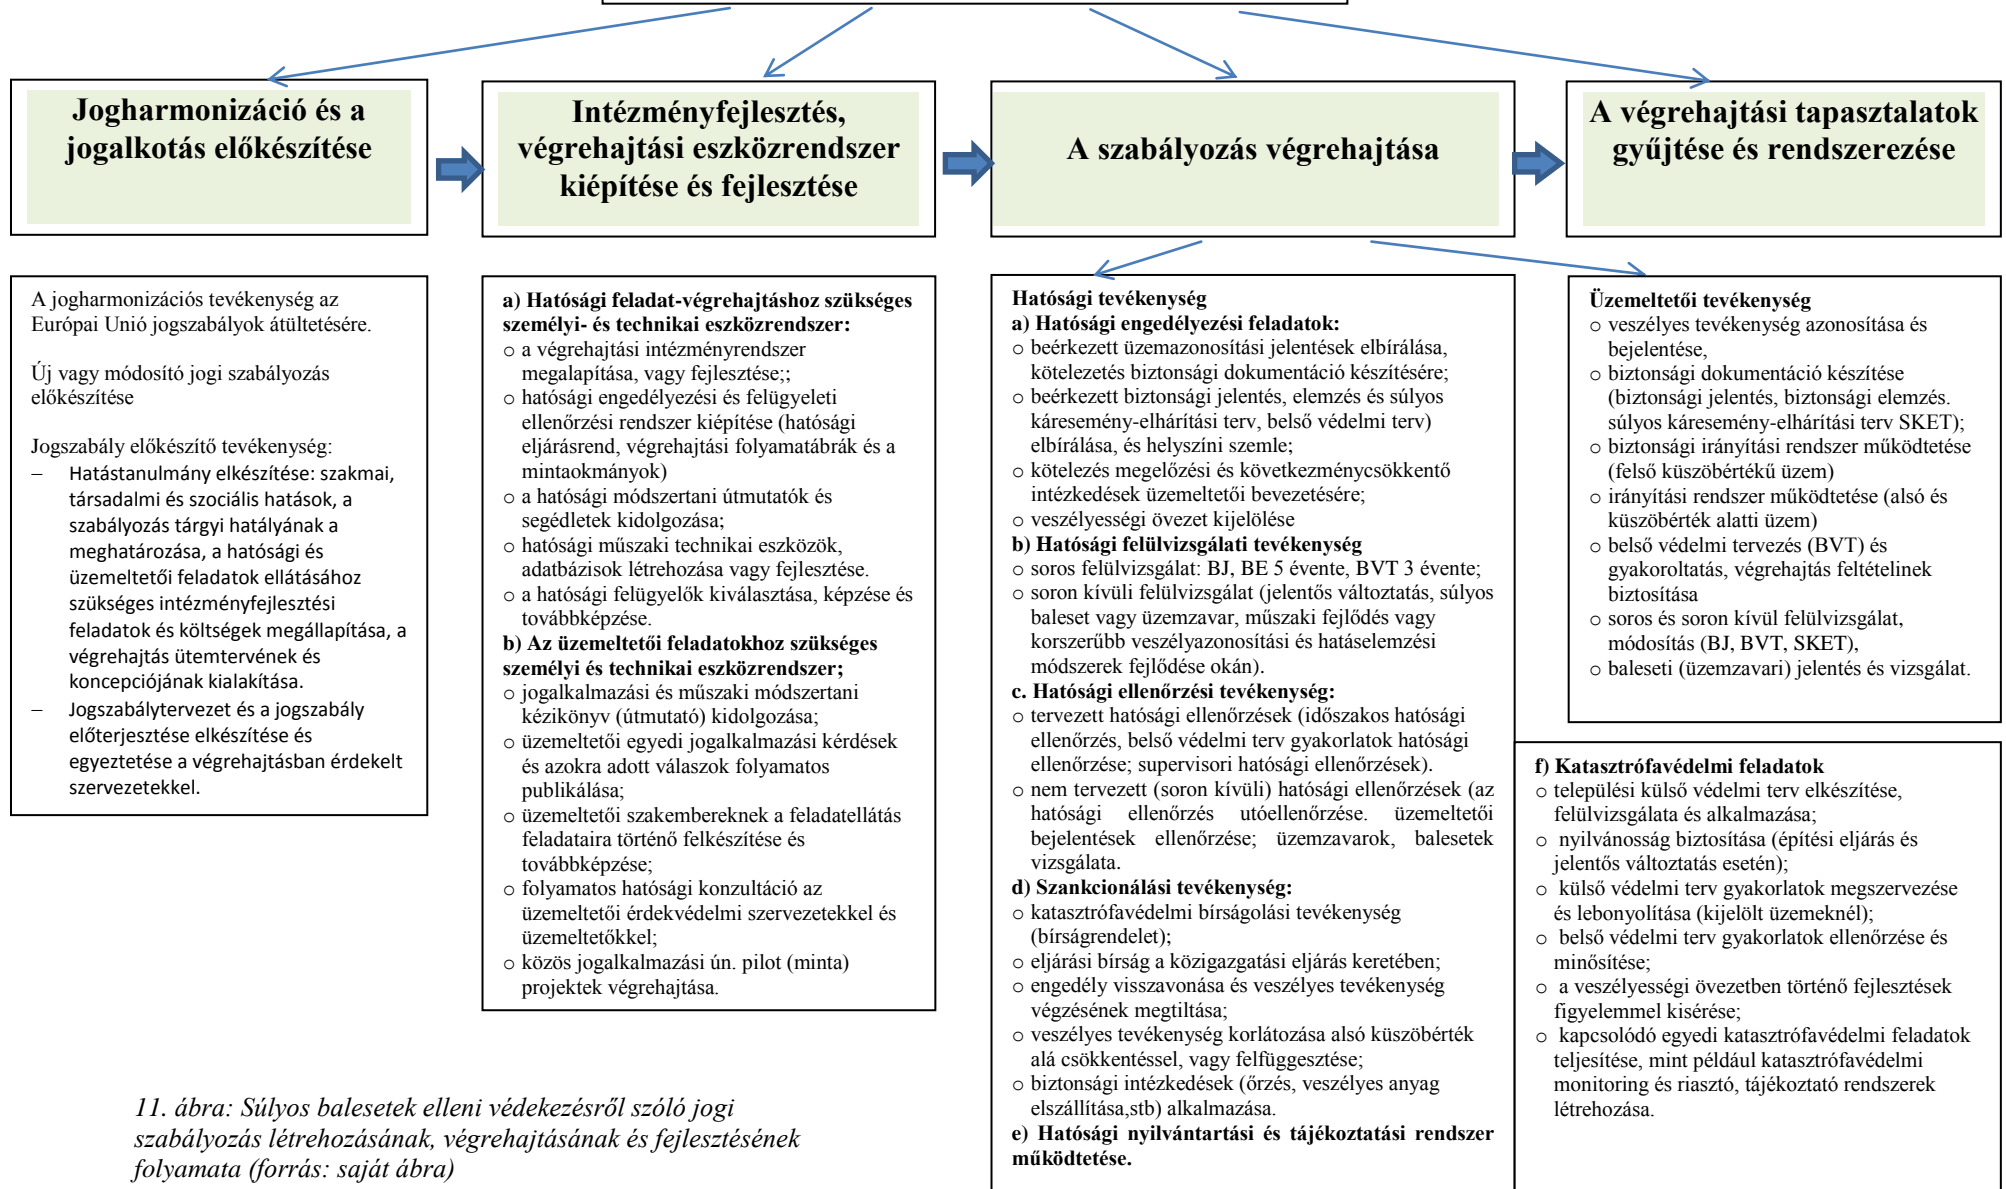 Jogharmonizáció és a
jogalkotás előkészítése
Intézményfejlesztés,
végrehajtási eszközrendszer
kiépítése és fejlesztése
A szabályozás végrehajtása
A végrehajtási tapasztalatok
gyűjtése és rendszerezése
A jogharmonizációs tevékenység az
Európai Unió jogszabályok átültetésére.
Új vagy módosító jogi szabályozás
előkészítése
Jogszabály előkészítő tevékenység:
− Hatástanulmány elkészítése: szakmai,
társadalmi és szociális hatások, a
szabályozás tárgyi hatályának a
meghatározása, a hatósági és
üzemeltetői feladatok ellátásához
szükséges intézményfejlesztési
feladatok és költségek megállapítása, a
végrehajtás ütemtervének és
koncepciójának kialakítása.
− Jogszabálytervezet és a jogszabály
előterjesztése elkészítése és
egyeztetése a végrehajtásban érdekelt
szervezetekkel.
a) Hatósági feladat-végrehajtáshoz szükséges
személyi- és technikai eszközrendszer:
o a végrehajtási intézményrendszer
megalapítása, vagy fejlesztése;;
o hatósági engedélyezési és felügyeleti
ellenőrzési rendszer kiépítése (hatósági
eljárásrend, végrehajtási folyamatábrák és a
mintaokmányok)
o a hatósági módszertani útmutatók és
segédletek kidolgozása;
o hatósági műszaki technikai eszközök,
adatbázisok létrehozása vagy fejlesztése.
o a hatósági felügyelők kiválasztása, képzése és
továbbképzése.
b) Az üzemeltetői feladatokhoz szükséges
személyi és technikai eszközrendszer;
o jogalkalmazási és műszaki módszertani
kézikönyv (útmutató) kidolgozása;
o üzemeltetői egyedi jogalkalmazási kérdések
és azokra adott válaszok folyamatos
publikálása;
o üzemeltetői szakembereknek a feladatellátás
feladataira történő felkészítése és
továbbképzése;
o folyamatos hatósági konzultáció az
üzemeltetői érdekvédelmi szervezetekkel és
üzemeltetőkkel;
o közös jogalkalmazási ún. pilot (minta)
projektek végrehajtása.
Hatósági tevékenység
a) Hatósági engedélyezési feladatok:
o beérkezett üzemazonosítási jelentések elbírálása,
kötelezetés biztonsági dokumentáció készítésére;
o beérkezett biztonsági jelentés, elemzés és súlyos
káresemény-elhárítási terv, belső védelmi terv)
elbírálása, és helyszíni szemle;
o kötelezés megelőzési és következménycsökkentő
intézkedések üzemeltetői bevezetésére;
o veszélyességi övezet kijelölése
b) Hatósági felülvizsgálati tevékenység
o soros felülvizsgálat: BJ, BE 5 évente, BVT 3 évente;
o soron kívüli felülvizsgálat (jelentős változtatás, súlyos
baleset vagy üzemzavar, műszaki fejlődés vagy
korszerűbb veszélyazonosítási és hatáselemzési
módszerek fejlődése okán).
c. Hatósági ellenőrzési tevékenység:
o tervezett hatósági ellenőrzések (időszakos hatósági
ellenőrzés, belső védelmi terv gyakorlatok hatósági
ellenőrzése; supervisori hatósági ellenőrzések).
o nem tervezett (soron kívüli) hatósági ellenőrzések (az
hatósági ellenőrzés utóellenőrzése. üzemeltetői
bejelentések ellenőrzése; üzemzavarok, balesetek
vizsgálata.
d) Szankcionálási tevékenység:
o katasztrófavédelmi bírságolási tevékenység
(bírságrendelet);
o eljárási bírság a közigazgatási eljárás keretében;
o engedély visszavonása és veszélyes tevékenység
végzésének megtiltása;
o veszélyes tevékenység korlátozása alsó küszöbérték
alá csökkentéssel, vagy felfüggesztése;
o biztonsági intézkedések (őrzés, veszélyes anyag
elszállítása,stb) alkalmazása.
e) Hatósági nyilvántartási és tájékoztatási rendszer
működtetése.
Üzemeltetői tevékenység
o veszélyes tevékenység azonosítása és
bejelentése,
o biztonsági dokumentáció készítése
(biztonsági jelentés, biztonsági elemzés.
súlyos káresemény-elhárítási terv SKET);
o biztonsági irányítási rendszer működtetése
(felső küszöbértékű üzem)
o irányítási rendszer működtetése (alsó és
küszöbérték alatti üzem)
o belső védelmi tervezés (BVT) és
gyakoroltatás, végrehajtás feltételinek
biztosítása
o soros és soron kívül felülvizsgálat,
módosítás (BJ, BVT, SKET),
o baleseti (üzemzavari) jelentés és vizsgálat.
f) Katasztrófavédelmi feladatok
o települési külső védelmi terv elkészítése,
felülvizsgálata és alkalmazása;
o nyilvánosság biztosítása (építési eljárás és
jelentős változtatás esetén);
o külső védelmi terv gyakorlatok megszervezése
és lebonyolítása (kijelölt üzemeknél);
o belső védelmi terv gyakorlatok ellenőrzése és
minősítése;
o a veszélyességi övezetben történő fejlesztések
figyelemmel kisérése;
o kapcsolódó egyedi katasztrófavédelmi feladatok
teljesítése, mint például katasztrófavédelmi
monitoring és riasztó, tájékoztató rendszerek
létrehozása.
11. ábra: Súlyos balesetek elleni védekezésről szóló jogi
szabályozás létrehozásának, végrehajtásának és fejlesztésének
folyamata (forrás: saját ábra)